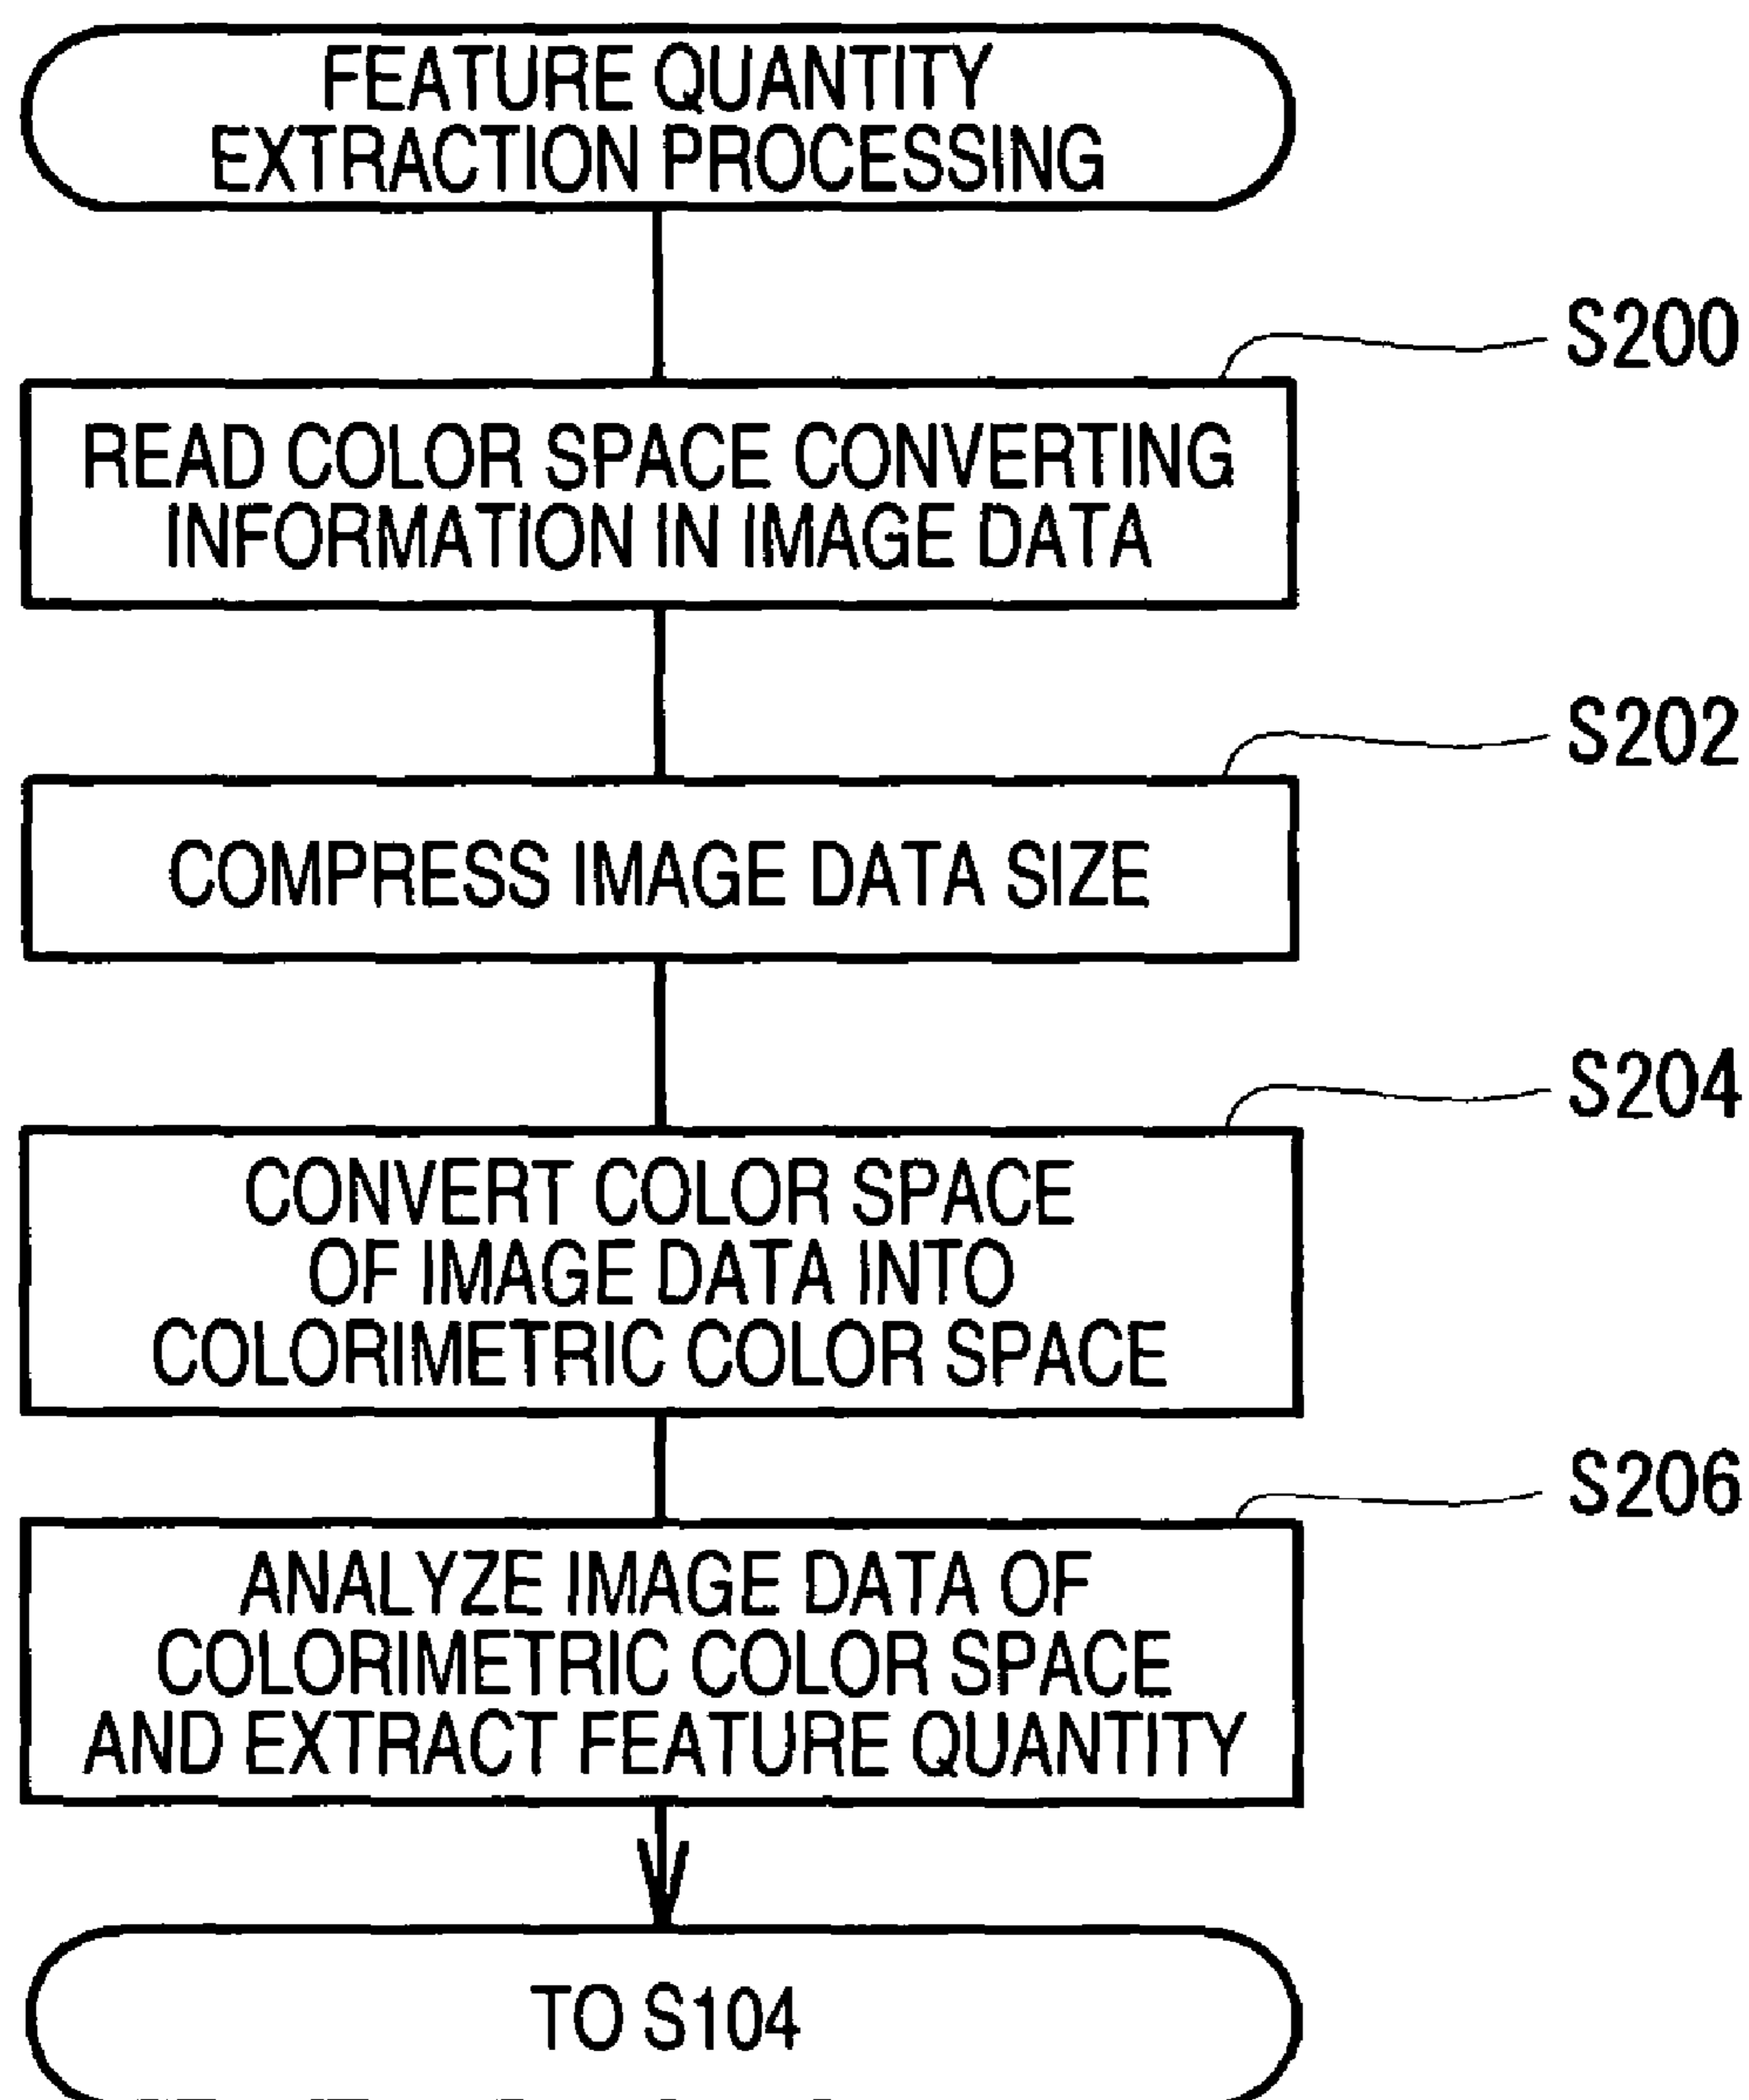 FEATURE QUANTITY
EXTRACTION PROCESSING
S200
READ COLOR SPACE CONVERTING
INFORMATION IN IMAGE DATA
S202
COMPRESS IMAGE DATA SIZE
S204
CONVERT COLOR SPACE
OF IMAGE DATA INTO
COLORIMETRIC COLOR SPACE
S206
ANALYZE IMAGE DATA OF
COLORIMETRIC COLOR SPACE
AND EXTRACT FEATURE QUANTITY
TO S104